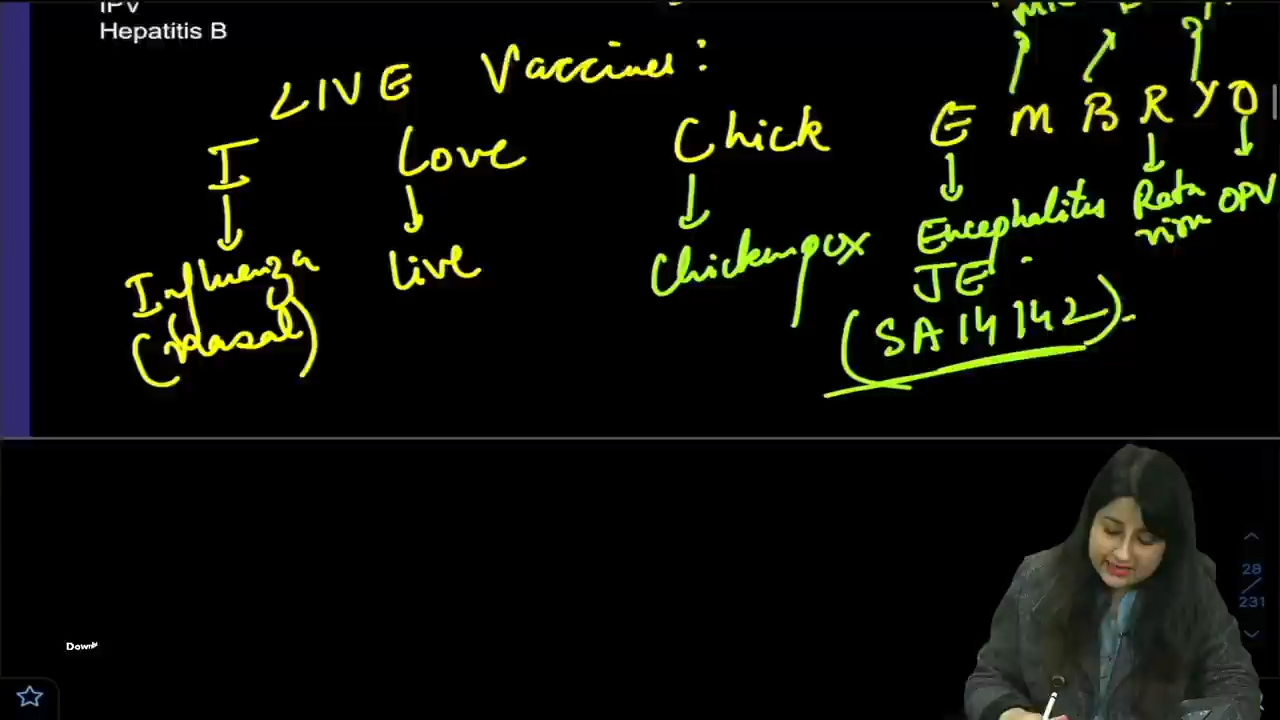 IPV
Hepatitis B
LIVE Vaccines:
I Love Chick E M B R Y O
Influenza
(Nasal)
Live
Chickenpox
Encephalitis
JE
(SA 14 14 2)
Rota
OPV
28
231